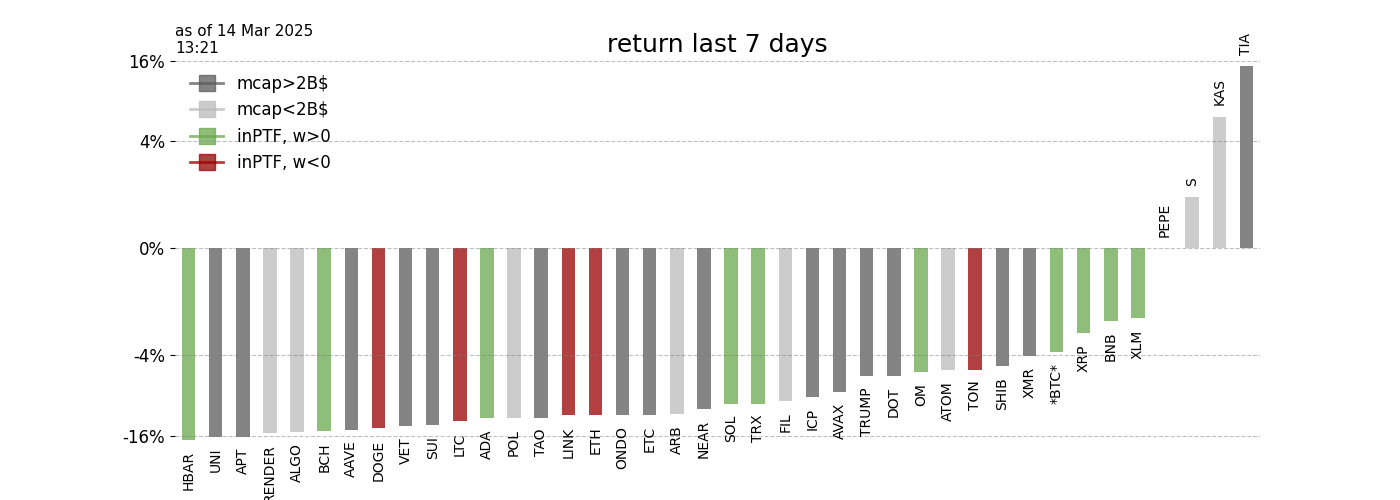 as of 14 Mar 2025
13:21
return last 7 days
16%
4%
0%
-4%
-16%
mcap>2B$
mcap<2B$
inPTF, w>0
inPTF, w<0
HBAR
UNI
APT
RENDER
ALGO
BCH
AAVE
DOGE
VET
SUI
LTC
ADA
POL
TAO
LINK
ETH
ONDO
ETC
ARB
NEAR
SOL
TRX
FIL
ICP
AVAX
TRUMP
DOT
OM
ATOM
TON
SHIB
XMR
*BTC*
XRP
BNB
XLM
PEPE
S
KAS
TIA